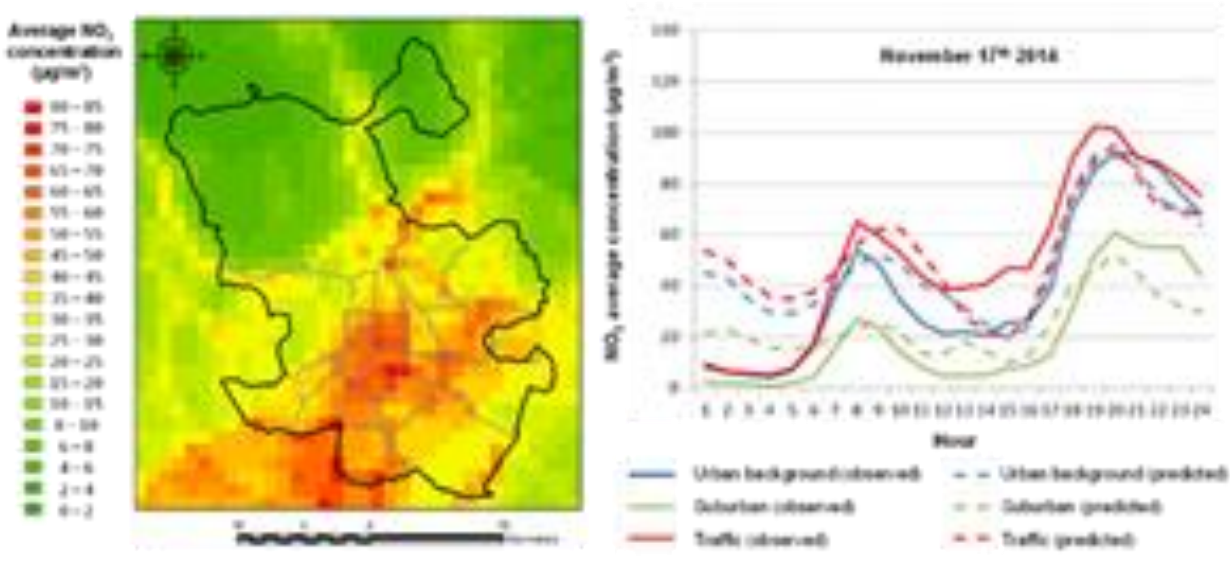 Average NO₂
concentration
(µg/m³)
80 – 85
75 – 80
70 – 75
65 – 70
60 – 65
55 – 60
50 – 55
45 – 50
40 – 45
35 – 40
30 – 35
25 – 30
20 – 25
15 – 20
10 – 15
8 – 10
6 – 8
4 – 6
2 – 4
0 – 2
NO₂ average concentration (µg/m³)
November 17th 2014
140
120
100
80
60
40
20
0
1 2 3 4 5 6 7 8 9 10 11 12 13 14 15 16 17 18 19 20 21 22 23 24
Hour
Urban background (observed)
Urban background (predicted)
Suburban (observed)
Suburban (predicted)
Traffic (observed)
Traffic (predicted)